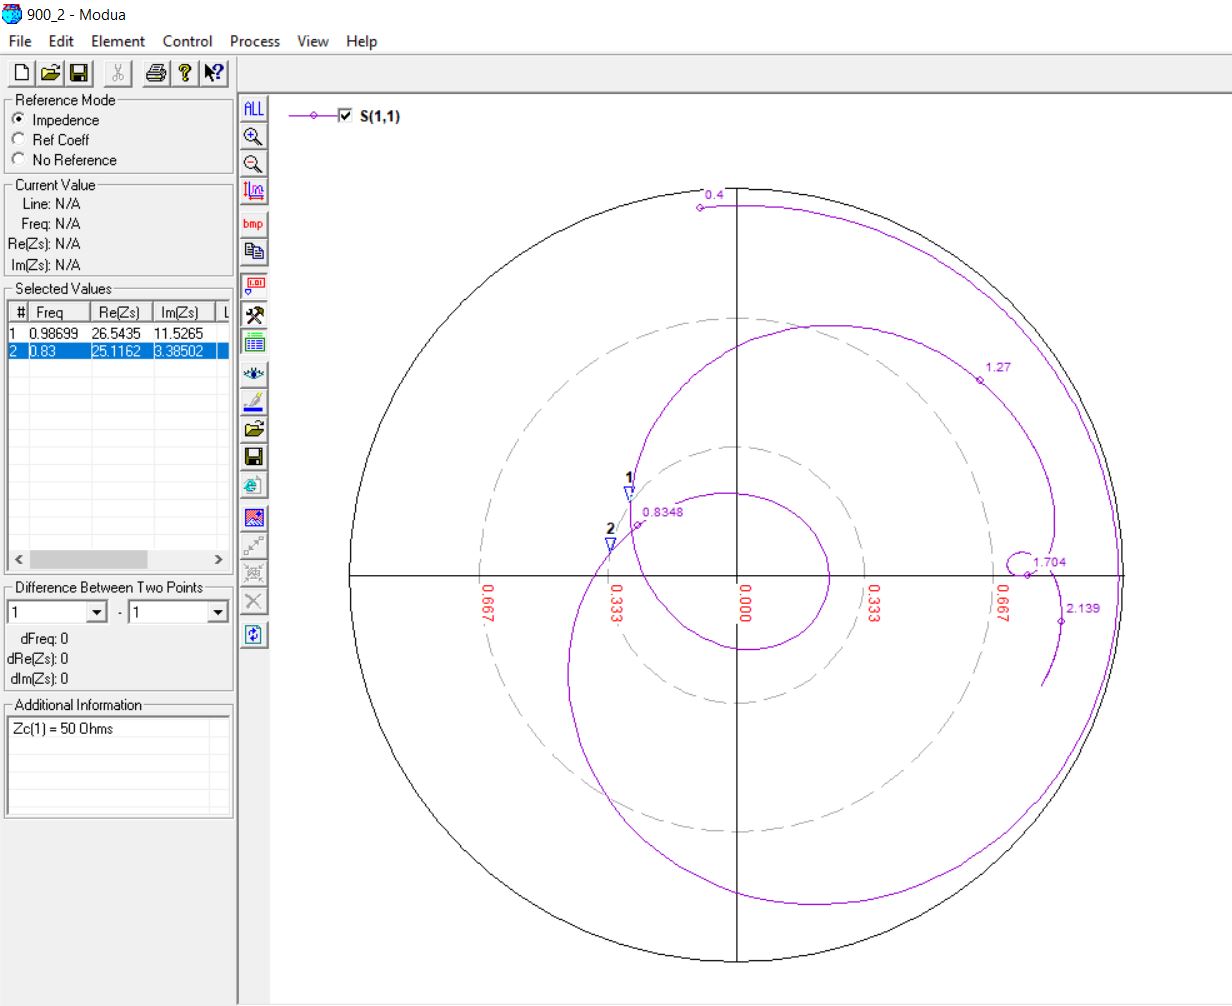 900_2 - Modua
File Edit Element Control Process View Help
Reference Mode
Impedence
Ref Coeff
No Reference
Current Value
Line: N/A
Freq: N/A
Re(Zs): N/A
Im(Zs): N/A
Selected Values
# Freq Re(Zs) Im(Zs) L
1 0.98699 26.5435 11.5265
2 0.83 25.1162 3.38502
Difference Between Two Points
1 - 1
dFreq: 0
dRe(Zs): 0
dIm(Zs): 0
Additional Information
Zc(1) = 50 Ohms
ALL
bmp
1.01
S(1,1)
0.4
1.27
1
0.8348
2
1.704
0.667 0.333 0.000 0.333 0.667
2.139